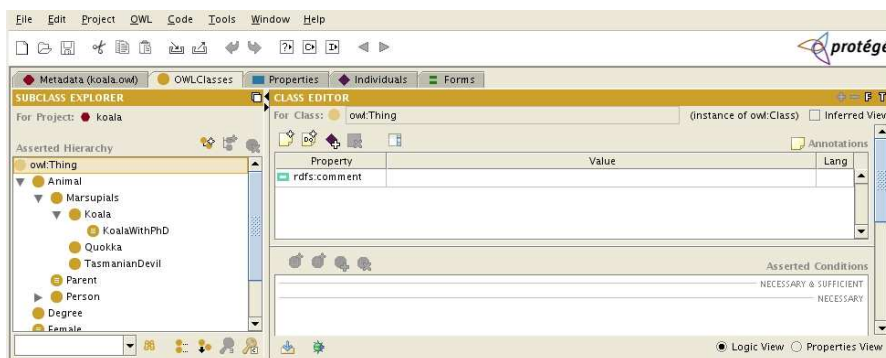 File Edit Project OWL Code Tools Window Help
protégé
Metadata (koala.owl) OWLClasses Properties Individuals Forms
SUBCLASS EXPLORER
For Project: koala
Asserted Hierarchy
owl:Thing
Animal
Marsupials
Koala
KoalaWithPhD
Quokka
TasmanianDevil
Parent
Person
Degree
Female
CLASS EDITOR
F T
For Class: owl:Thing (instance of owl:Class) Inferred View
Annotations
Property Value Lang
rdfs:comment
Asserted Conditions
NECESSARY & SUFFICIENT
NECESSARY
Logic View Properties View